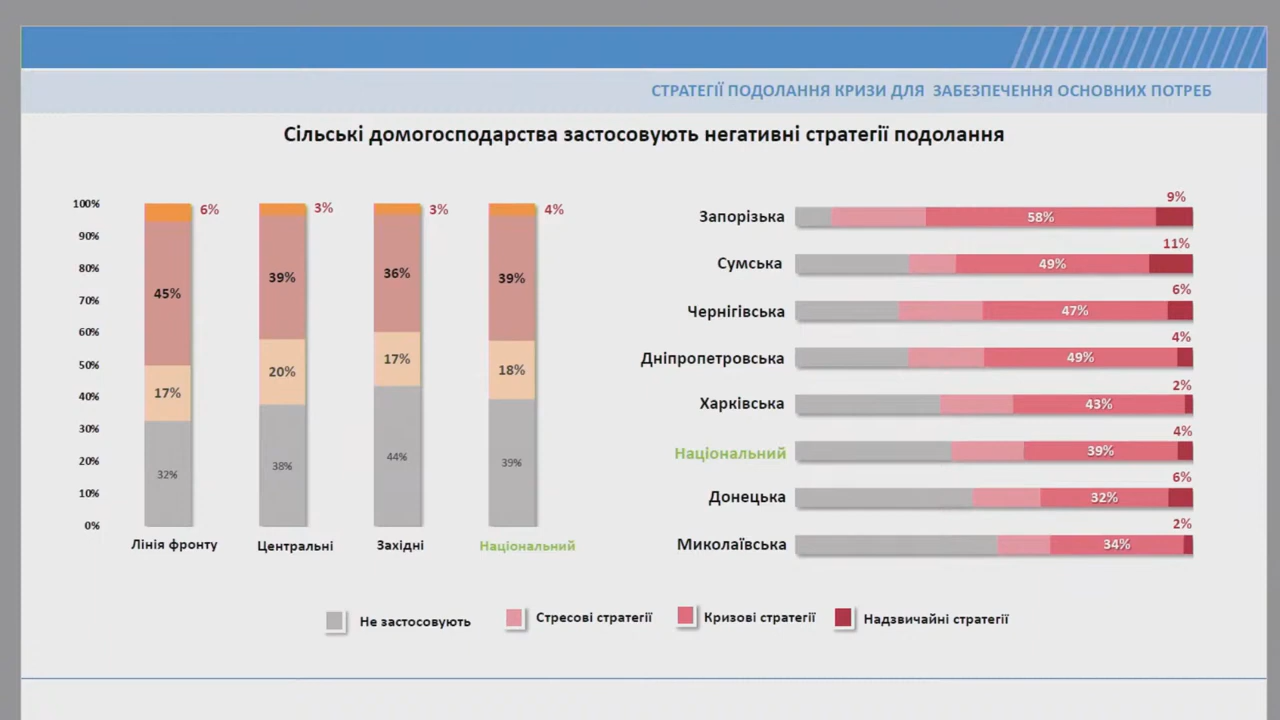 СТРАТЕГІЇ ПОДОЛАННЯ КРИЗИ ДЛЯ ЗАБЕЗПЕЧЕННЯ ОСНОВНИХ ПОТРЕБ
Сільські домогосподарства застосовують негативні стратегії подолання
100%
90%
80%
70%
60%
50%
40%
30%
20%
10%
0%
6%
45%
17%
32%
3%
39%
20%
38%
3%
36%
17%
44%
4%
39%
18%
39%
Лінія фронту
Центральні
Західні
Національний
9%
Запорізька 58%
11%
Сумська 49%
6%
Чернігівська 47%
4%
Дніпропетровська 49%
2%
Харківська 43%
4%
Національний 39%
6%
Донецька 32%
2%
Миколаївська 34%
Не застосовують
Стресові стратегії
Кризові стратегії
Надзвичайні стратегії